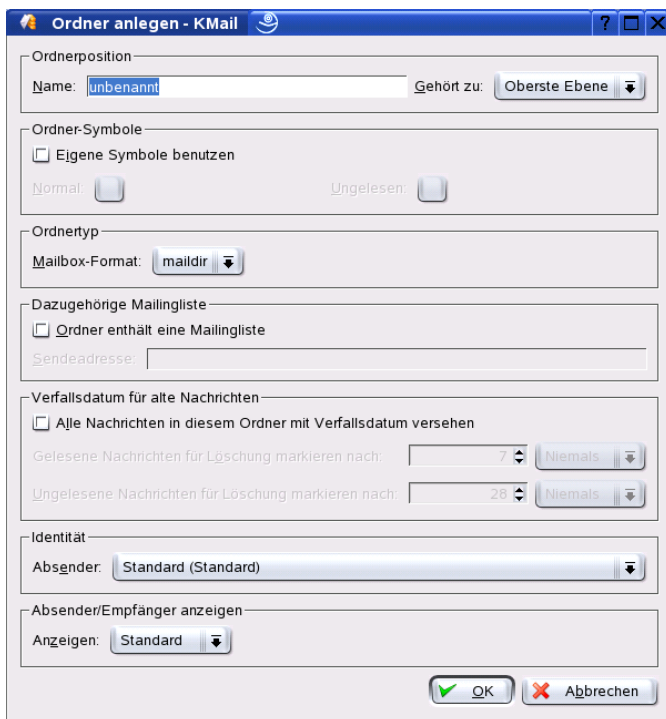 Ordner anlegen - KMail
Ordnerposition
Name: unbenannt Gehört zu: Oberste Ebene
Ordner-Symbole
Eigene Symbole benutzen
Normal: Ungelesen:
Ordnertyp
Mailbox-Format: maildir
Dazugehörige Mailingliste
Ordner enthält eine Mailingliste
Sendeadresse:
Verfallsdatum für alte Nachrichten
Alle Nachrichten in diesem Ordner mit Verfallsdatum versehen
Gelesene Nachrichten für Löschung markieren nach: 7 Niemals
Ungelesene Nachrichten für Löschung markieren nach: 28 Niemals
Identität
Absender: Standard (Standard)
Absender/Empfänger anzeigen
Anzeigen: Standard
OK Abbrechen